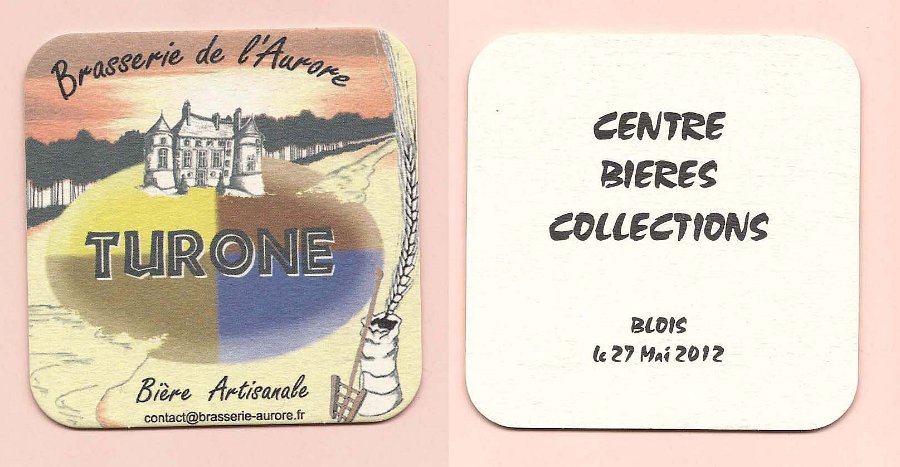 Brasserie de l'Aurore
TURONE
Bière Artisanale
contact@brasserie-aurore.fr
CENTRE
BIERES
COLLECTIONS
BLOIS
le 27 Mai 2012